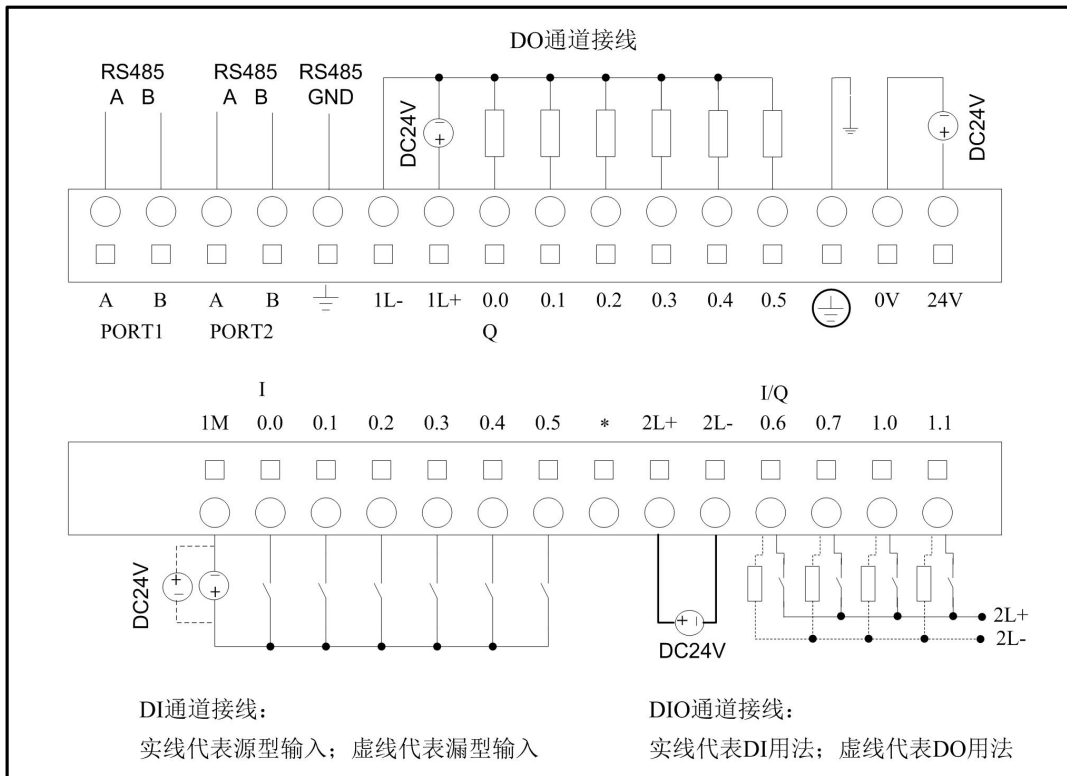 DO通道接线
RS485 RS485 RS485
A B A B GND
DC24V DC24V
A B A B 1L- 1L+ 0.0 0.1 0.2 0.3 0.4 0.5 0V 24V
PORT1 PORT2 Q
I I/Q
1M 0.0 0.1 0.2 0.3 0.4 0.5 * 2L+ 2L- 0.6 0.7 1.0 1.1
DC24V
2L+
2L-
DC24V
DI通道接线：
实线代表源型输入；虚线代表漏型输入
DIO通道接线：
实线代表DI用法；虚线代表DO用法